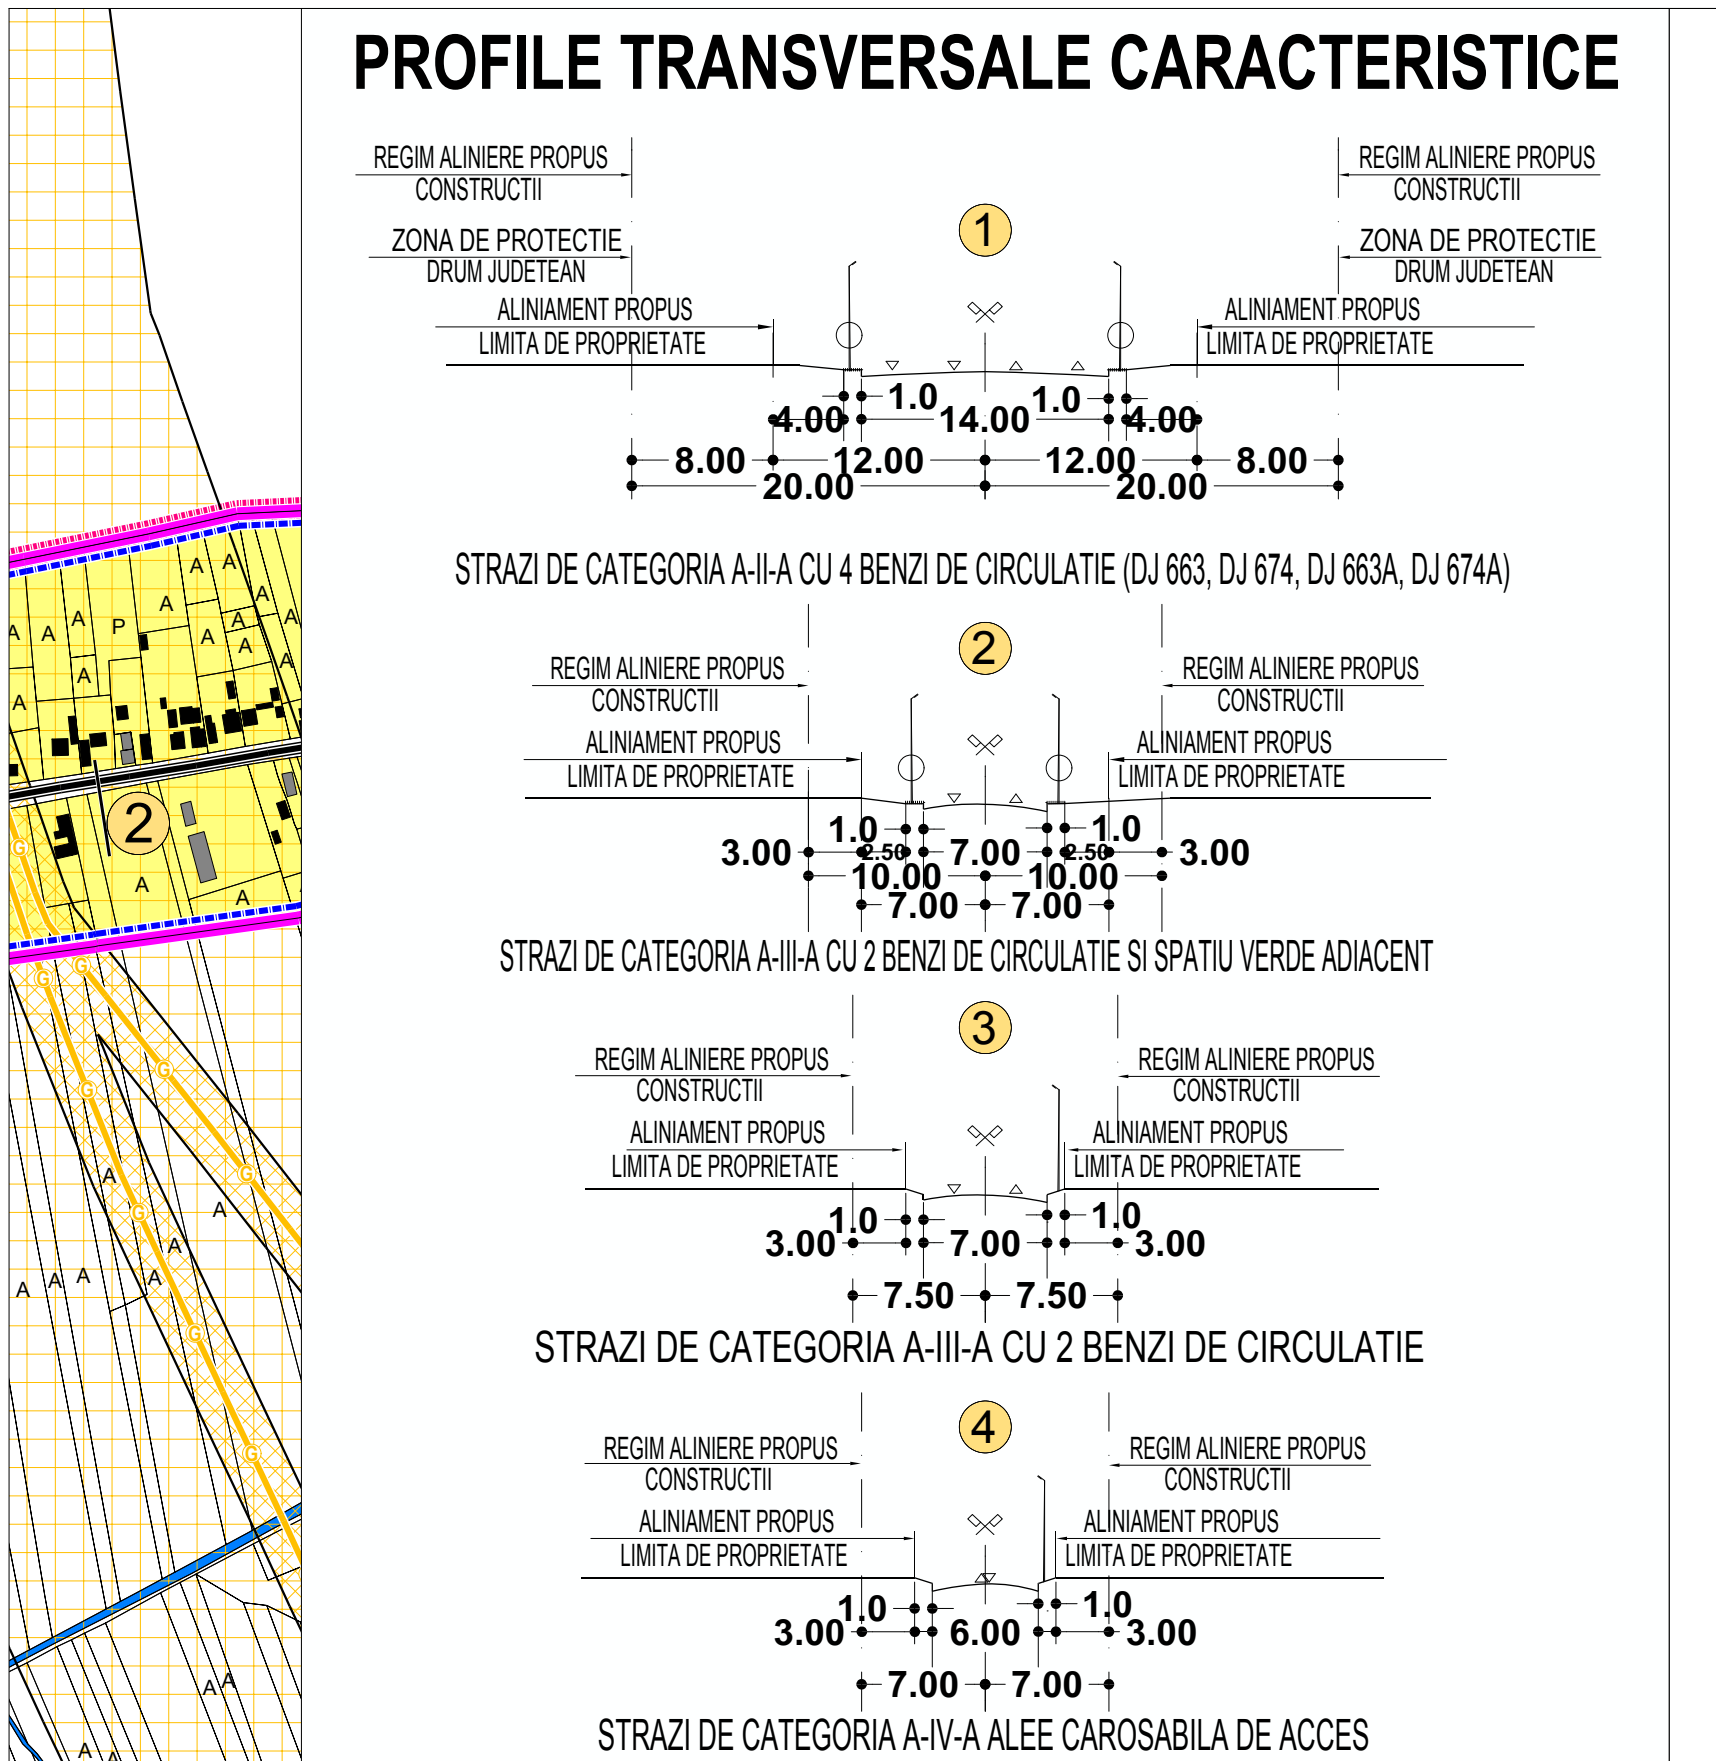 PROFILE TRANSVERSALE CARACTERISTICE
REGIM ALINIERE PROPUS
CONSTRUCTII
REGIM ALINIERE PROPUS
CONSTRUCTII
1
ZONA DE PROTECTIE
DRUM JUDETEAN
ZONA DE PROTECTIE
DRUM JUDETEAN
ALINIAMENT PROPUS
LIMITA DE PROPRIETATE
ALINIAMENT PROPUS
LIMITA DE PROPRIETATE
1.0
1.0
4.00
14.00
4.00
8.00
12.00
12.00
8.00
20.00
20.00
STRAZI DE CATEGORIA A-II-A CU 4 BENZI DE CIRCULATIE (DJ 663, DJ 674, DJ 663A, DJ 674A)
2
REGIM ALINIERE PROPUS
CONSTRUCTII
REGIM ALINIERE PROPUS
CONSTRUCTII
ALINIAMENT PROPUS
LIMITA DE PROPRIETATE
ALINIAMENT PROPUS
LIMITA DE PROPRIETATE
1.0
1.0
3.00
2.50
7.00
2.50
3.00
10.00
10.00
7.00
7.00
STRAZI DE CATEGORIA A-III-A CU 2 BENZI DE CIRCULATIE SI SPATIU VERDE ADIACENT
3
REGIM ALINIERE PROPUS
CONSTRUCTII
REGIM ALINIERE PROPUS
CONSTRUCTII
ALINIAMENT PROPUS
LIMITA DE PROPRIETATE
ALINIAMENT PROPUS
LIMITA DE PROPRIETATE
1.0
1.0
3.00
7.00
3.00
7.50
7.50
STRAZI DE CATEGORIA A-III-A CU 2 BENZI DE CIRCULATIE
4
REGIM ALINIERE PROPUS
CONSTRUCTII
REGIM ALINIERE PROPUS
CONSTRUCTII
ALINIAMENT PROPUS
LIMITA DE PROPRIETATE
ALINIAMENT PROPUS
LIMITA DE PROPRIETATE
1.0
1.0
3.00
6.00
3.00
7.00
7.00
STRAZI DE CATEGORIA A-IV-A ALEE CAROSABILA DE ACCES
A
A
A
A
A
A
A
A
P
A
A
A
A
A
A
A
2
G
A
A
G
G
G
G
G
A
G
A
A
A
A
A
A
G
G
A
A
A
A